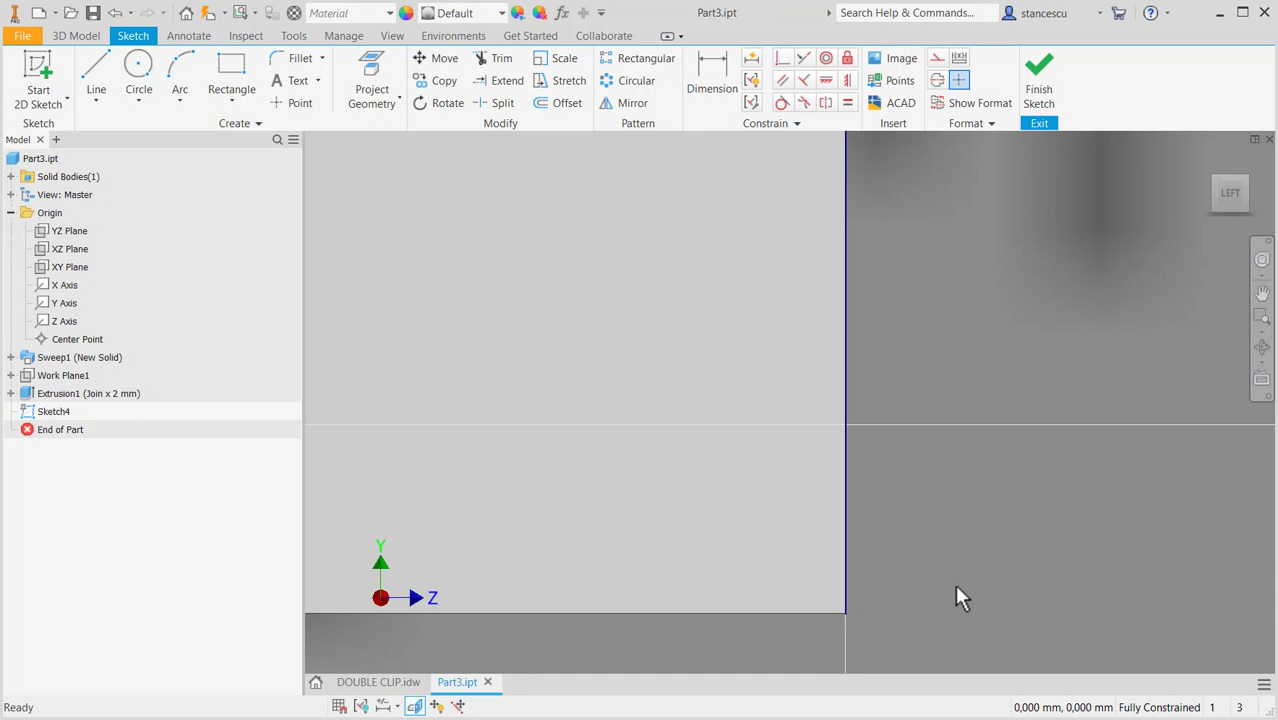 Material
Default
Part3.ipt
Search Help & Commands...
stancescu
PRO
File
3D Model
Sketch
Annotate
Inspect
Tools
Manage
View
Environments
Get Started
Collaborate
Start
2D Sketch
Line
Circle
Arc
Rectangle
Fillet
Text
Point
Project
Geometry
Move
Copy
Rotate
Trim
Extend
Split
Scale
Stretch
Offset
Rectangular
Circular
Mirror
Dimension
Image
Points
ACAD
Show Format
Finish
Sketch
Sketch
Create
Modify
Pattern
Constrain
Insert
Format
Exit
Model
Part3.ipt
Solid Bodies(1)
View: Master
Origin
YZ Plane
XZ Plane
XY Plane
X Axis
Y Axis
Z Axis
Center Point
Sweep1 (New Solid)
Work Plane1
Extrusion1 (Join x 2 mm)
Sketch4
End of Part
LEFT
Y
Z
DOUBLE CLIP.idw
Part3.ipt
Ready
0,000 mm, 0,000 mm
Fully Constrained
1
3